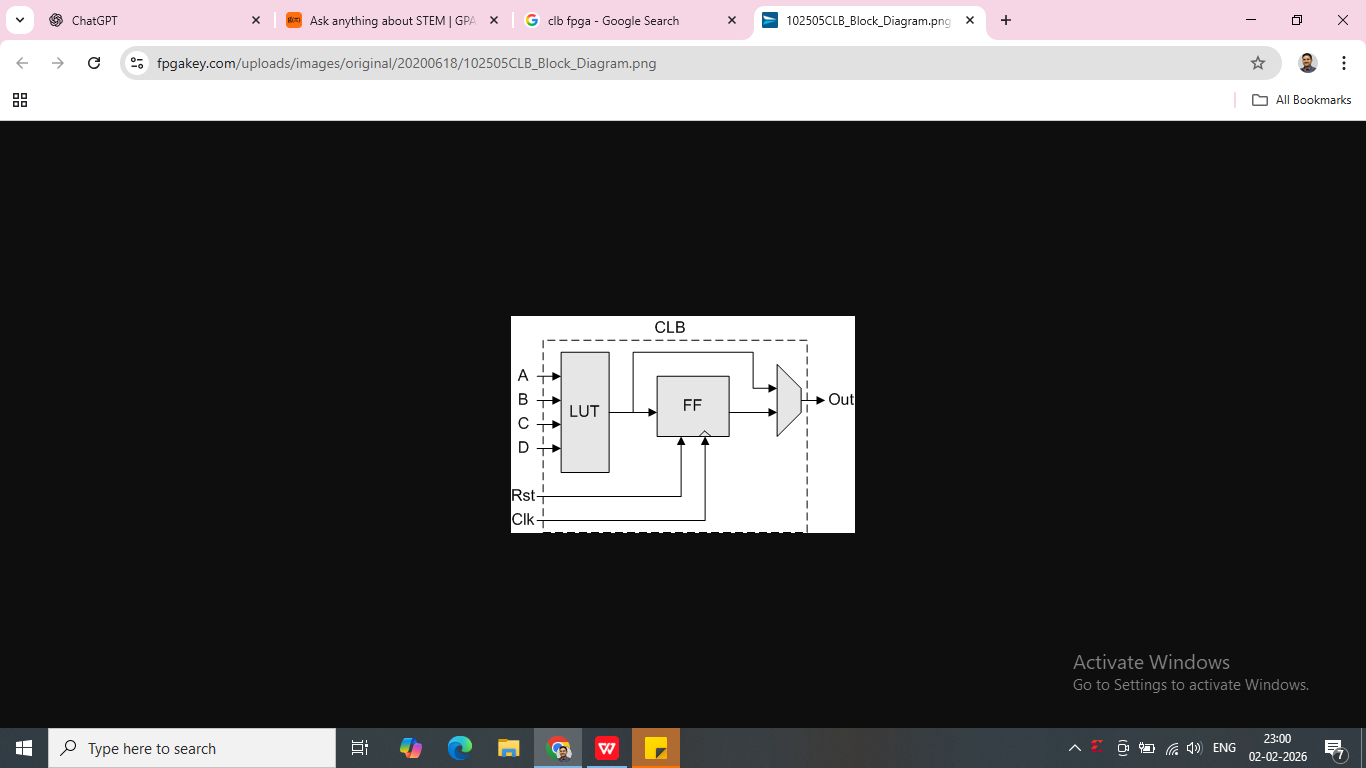 ChatGPT
Ask anything about STEM | GPA
clb fpga - Google Search
102505CLB_Block_Diagram.png
fpgakey.com/uploads/images/original/20200618/102505CLB_Block_Diagram.png
All Bookmarks
CLB
A
B
C
D
LUT
FF
Out
Rst
Clk
Activate Windows
Go to Settings to activate Windows.
Type here to search
ENG
23:00
02-02-2026
7